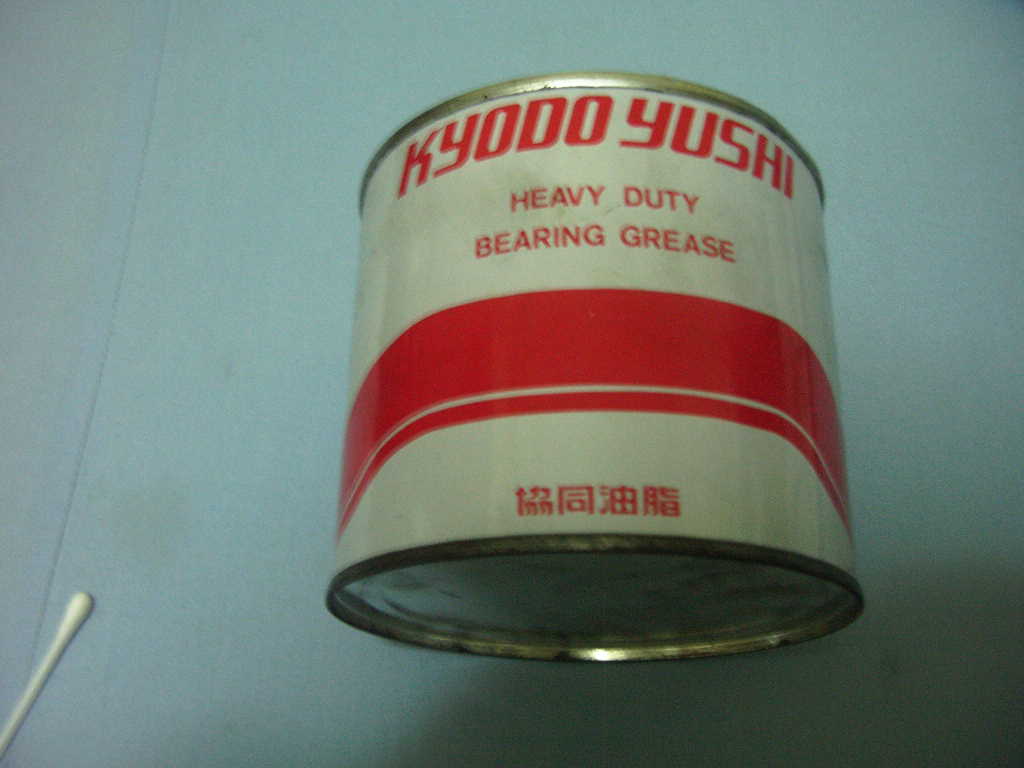 KYODO YUSHI
HEAVY DUTY
BEARING GREASE
協同油脂